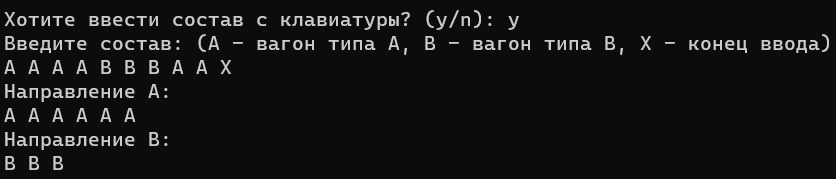 Хотите ввести состав с клавиатуры? (y/n): y
Введите состав: (А – вагон типа А, В – вагон типа В, Х – конец ввода)
A A A A B B B A A X
Направление А:
A A A A A A
Направление В:
B B B